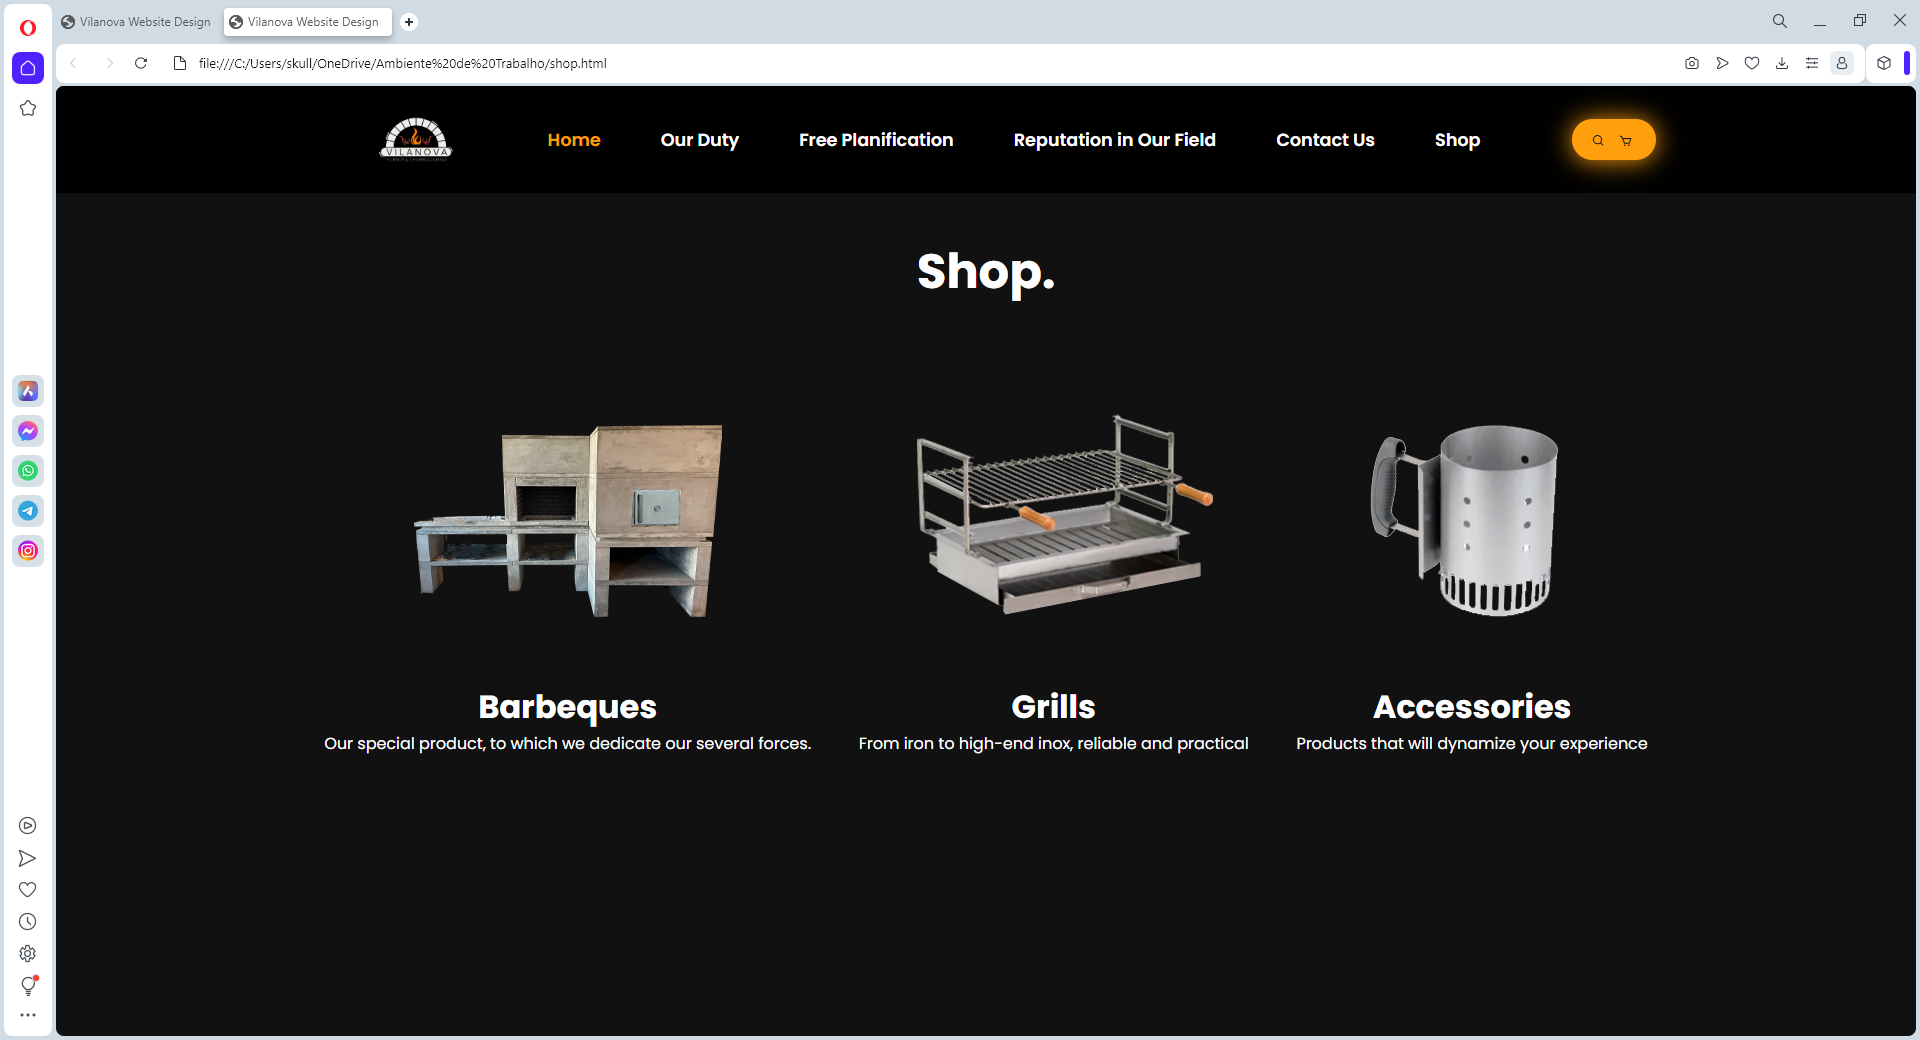 Vilanova Website Design
Vilanova Website Design
file:///C:/Users/skull/OneDrive/Ambiente%20de%20Trabalho/shop.html
VILANOVA
Home
Our Duty
Free Planification
Reputation in Our Field
Contact Us
Shop
Shop.
Barbeques
Our special product, to which we dedicate our several forces.
Grills
From iron to high-end inox, reliable and practical
Accessories
Products that will dynamize your experience